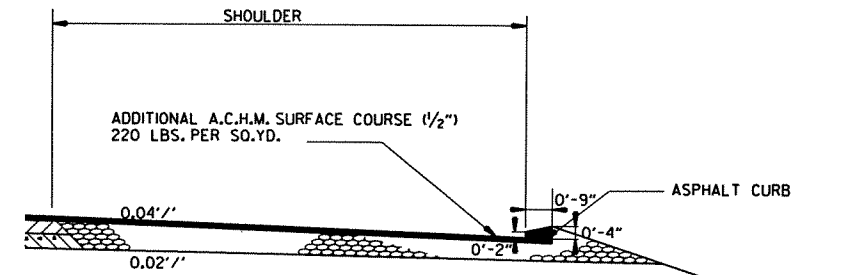 SHOULDER
ADDITIONAL A.C.H.M. SURFACE COURSE (1/2")
220 LBS. PER SQ.YD.
0'-9"
ASPHALT CURB
0.04'/'
0'-4"
0'-2"
0.02'/'